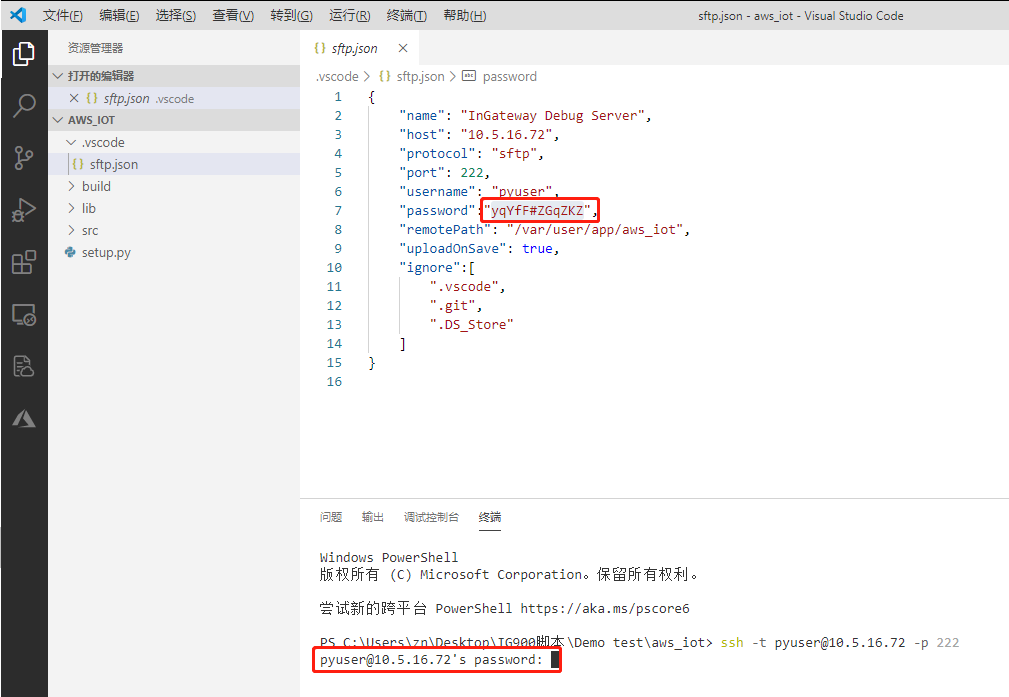 文件(F) 编辑(E) 选择(S) 查看(V) 转到(G) 运行(R) 终端(T) 帮助(H) sftp.json - aws_iot - Visual Studio Code
资源管理器
打开的编辑器
{} sftp.json .vscode
AWS_IOT
.vscode
{} sftp.json
build
lib
src
setup.py
{} sftp.json
.vscode > {} sftp.json > abc password
1 {
2 "name": "InGateway Debug Server",
3 "host": "10.5.16.72",
4 "protocol": "sftp",
5 "port": 222,
6 "username": "pyuser",
7 "password":"yqYfF#ZGqZKZ",
8 "remotePath": "/var/user/app/aws_iot",
9 "uploadOnSave": true,
10 "ignore":[
11 ".vscode",
12 ".git",
13 ".DS_Store"
14 ]
15 }
16
问题 输出 调试控制台 终端
Windows PowerShell
版权所有 (C) Microsoft Corporation。保留所有权利。
尝试新的跨平台 PowerShell https://aka.ms/pscore6
PS C:\Users\zn\Desktop\IG900脚本\Demo test\aws_iot> ssh -t pyuser@10.5.16.72 -p 222
pyuser@10.5.16.72's password: